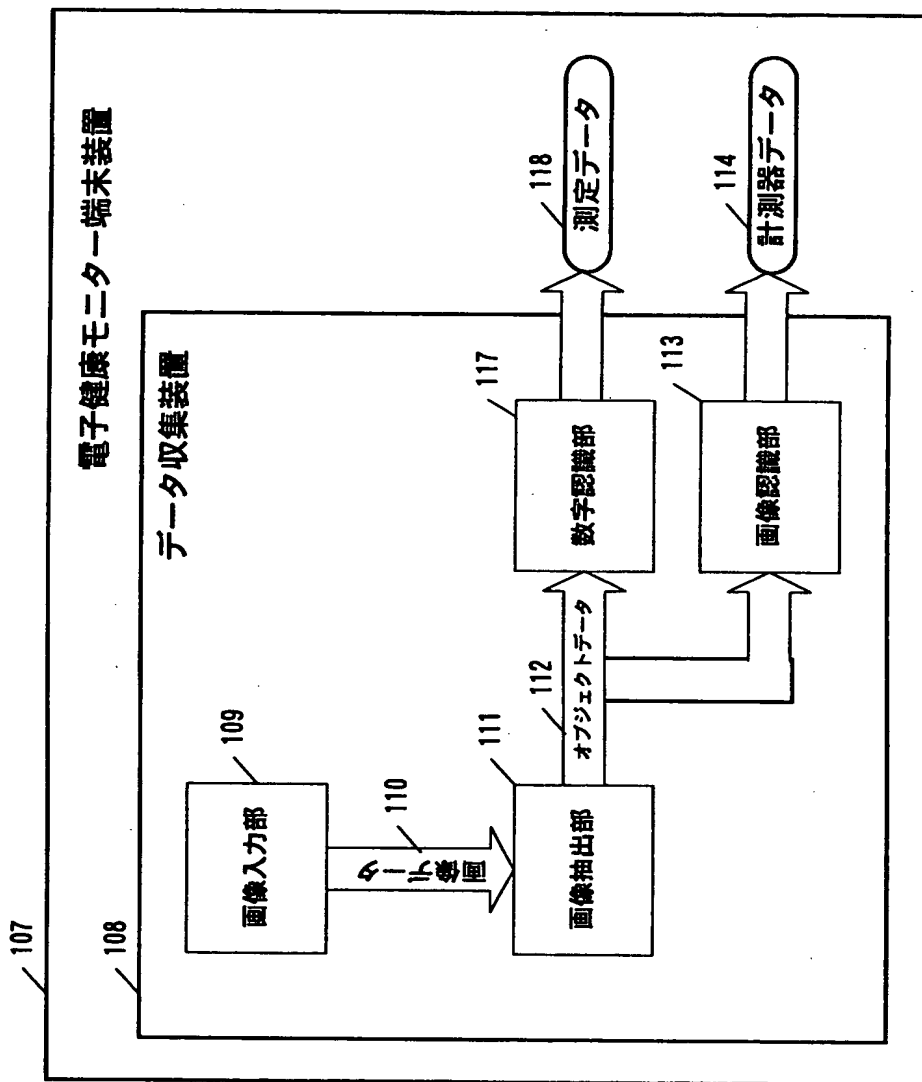 107
電子健康モニター端末装置
108
データ収集装置
109
画像入力部
110
画像データ
111
画像抽出部
112
オブジェクトデータ
117
数字認識部
118
測定データ
113
画像認識部
114
計測器データ